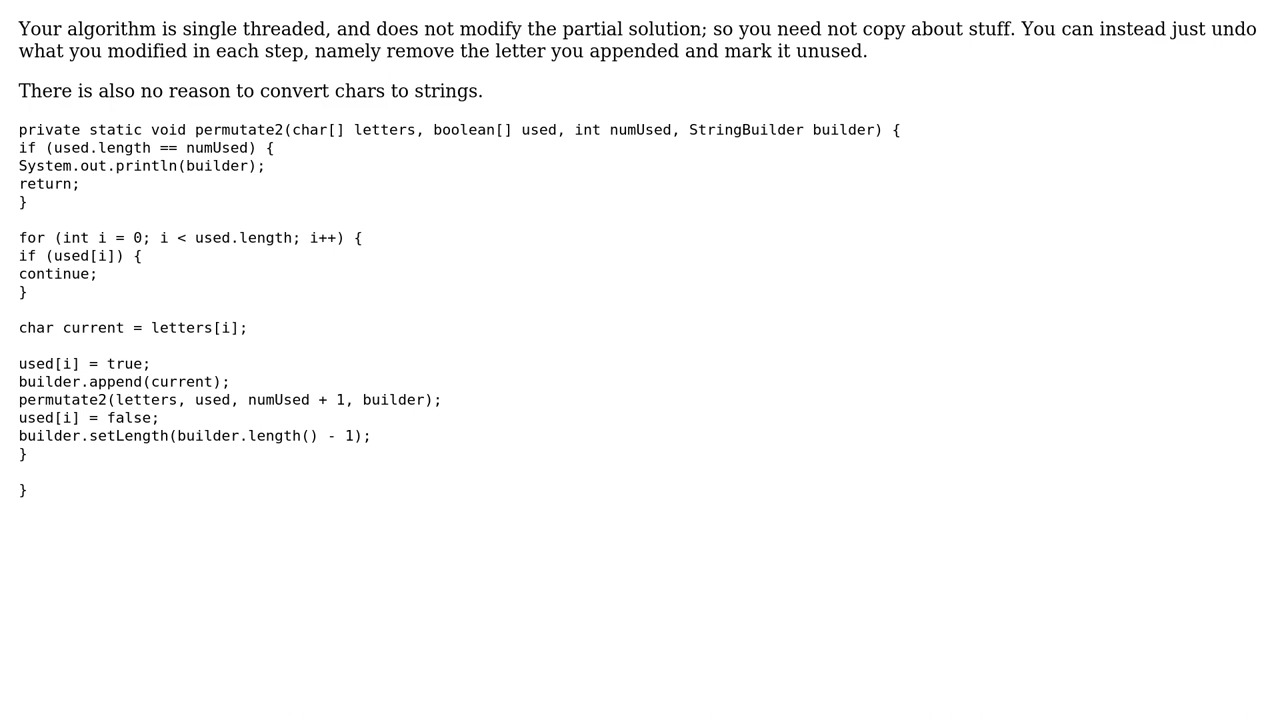 Your algorithm is single threaded, and does not modify the partial solution; so you need not copy about stuff. You can instead just undo
what you modified in each step, namely remove the letter you appended and mark it unused.
There is also no reason to convert chars to strings.
private static void permutate2(char[] letters, boolean[] used, int numUsed, StringBuilder builder) {
if (used.length == numUsed) {
System.out.println(builder);
return;
}
for (int i = 0; i < used.length; i++) {
if (used[i]) {
continue;
}
char current = letters[i];
used[i] = true;
builder.append(current);
permutate2(letters, used, numUsed + 1, builder);
used[i] = false;
builder.setLength(builder.length() - 1);
}
}